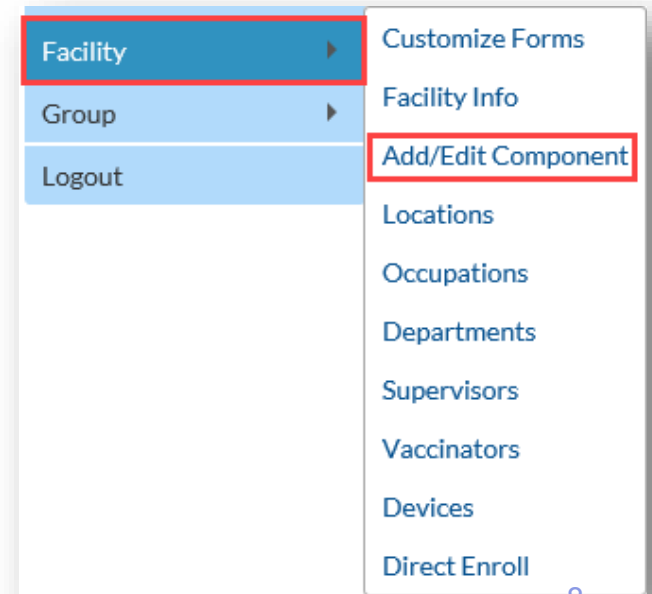 Facility
Group
Logout
Customize Forms
Facility Info
Add/Edit Component
Locations
Occupations
Departments
Supervisors
Vaccinators
Devices
Direct Enroll